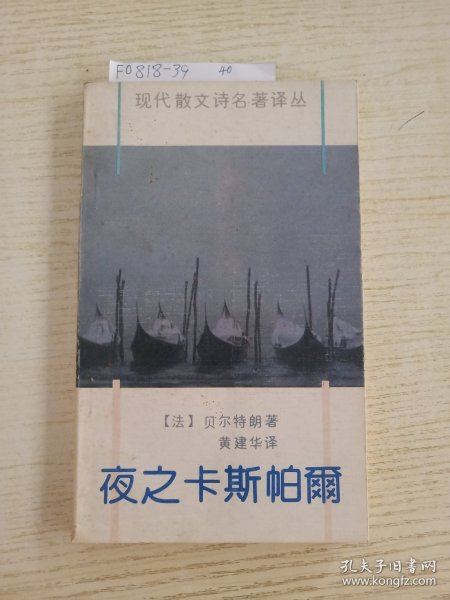 FO818-39 40
现代散文诗名著译丛
【法】贝尔特朗著
黄建华译
夜之卡斯帕爾
孔夫子旧书网
www.kongfz.com